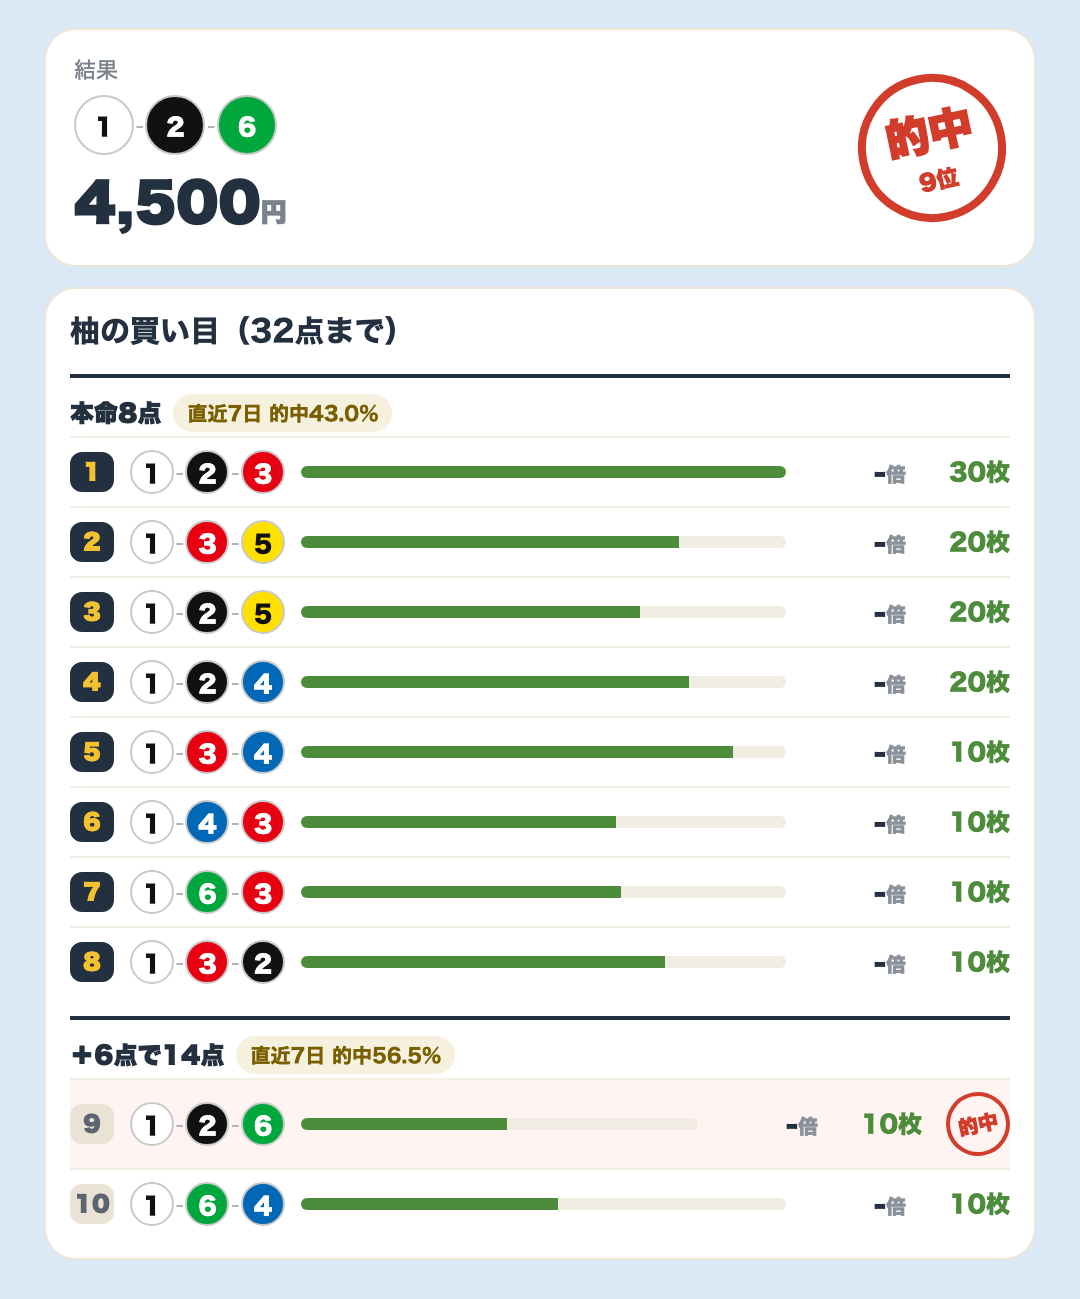 結果
1-2-6
4,500円
的中
9位
柚の買い目（32点まで）
本命8点 直近7日 的中43.0%
1 1-2-3 -倍 30枚
2 1-3-5 -倍 20枚
3 1-2-5 -倍 20枚
4 1-2-4 -倍 20枚
5 1-3-4 -倍 10枚
6 1-4-3 -倍 10枚
7 1-6-3 -倍 10枚
8 1-3-2 -倍 10枚
+6点で14点 直近7日 的中56.5%
9 1-2-6 -倍 10枚 的中
10 1-6-4 -倍 10枚